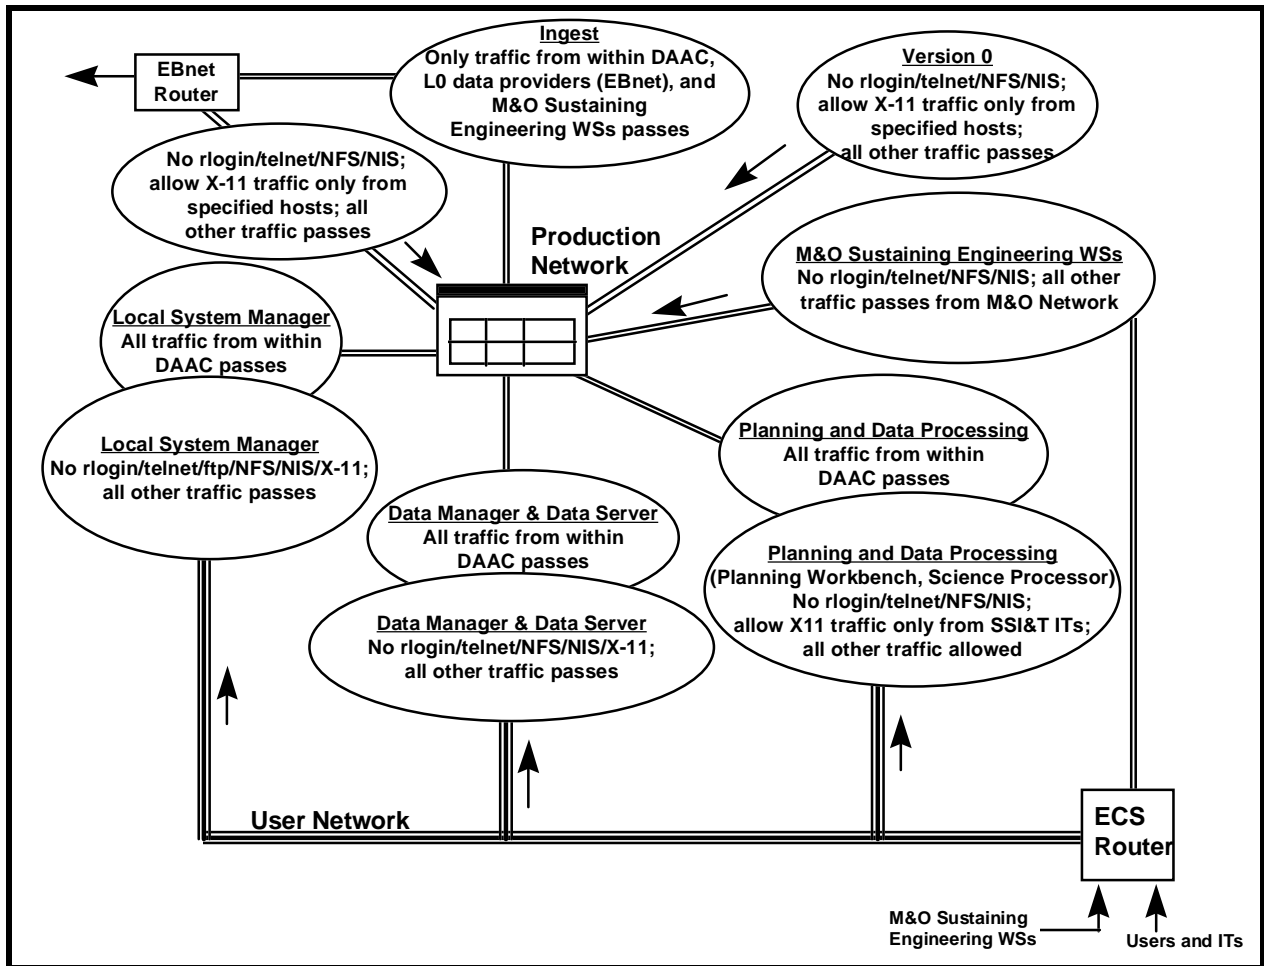 EBnet
Router
Ingest
Only traffic from within DAAC,
L0 data providers (EBnet), and
M&O Sustaining
Engineering WSs passes
Version 0
No rlogin/telnet/NFS/NIS;
allow X-11 traffic only from
specified hosts;
all other traffic passes
No rlogin/telnet/NFS/NIS;
allow X-11 traffic only from
specified hosts; all
other traffic passes
Production
Network
M&O Sustaining Engineering WSs
No rlogin/telnet/NFS/NIS; all other
traffic passes from M&O Network
Local System Manager
All traffic from within
DAAC passes
Local System Manager
No rlogin/telnet/ftp/NFS/NIS/X-11;
all other traffic passes
Planning and Data Processing
All traffic from within
DAAC passes
Data Manager & Data Server
All traffic from within
DAAC passes
Planning and Data Processing
(Planning Workbench, Science Processor)
No rlogin/telnet/NFS/NIS;
allow X11 traffic only from SSI&T ITs;
all other traffic allowed
Data Manager & Data Server
No rlogin/telnet/NFS/NIS/X-11;
all other traffic passes
User Network
ECS
Router
M&O Sustaining
Engineering WSs
Users and ITs